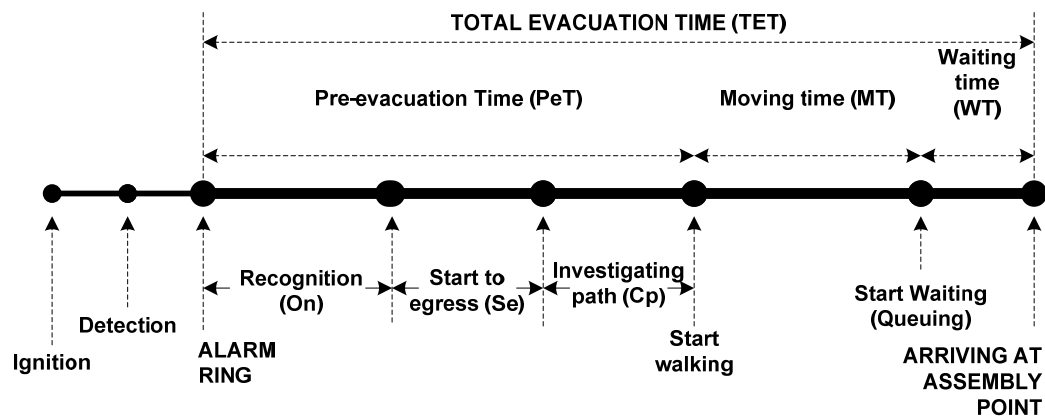 TOTAL EVACUATION TIME (TET)
Waiting
time
(WT)
Pre-evacuation Time (PeT)
Moving time (MT)
Recognition
(On)
Start to
egress (Se)
Investigating
path (Cp)
Start Waiting
(Queuing)
Detection
Ignition
ALARM
RING
Start
walking
ARRIVING AT
ASSEMBLY
POINT